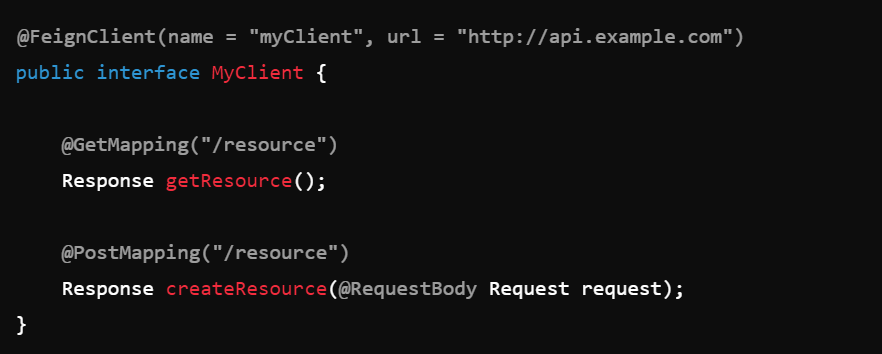 @FeignClient(name = "myClient", url = "http://api.example.com")
public interface MyClient {
@GetMapping("/resource")
Response getResource();
@PostMapping("/resource")
Response createResource(@RequestBody Request request);
}